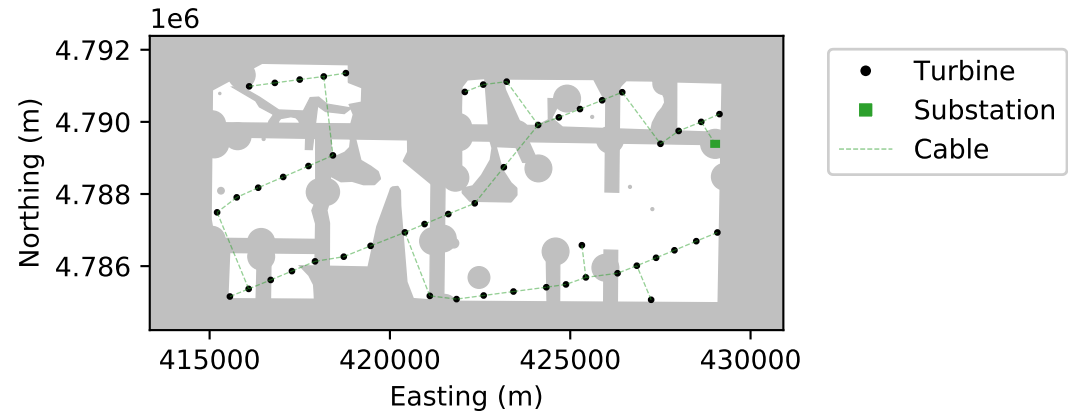 1e6
4.792
4.790
4.788
4.786
Northing (m)
415000 420000 425000 430000
Easting (m)
Turbine
Substation
Cable